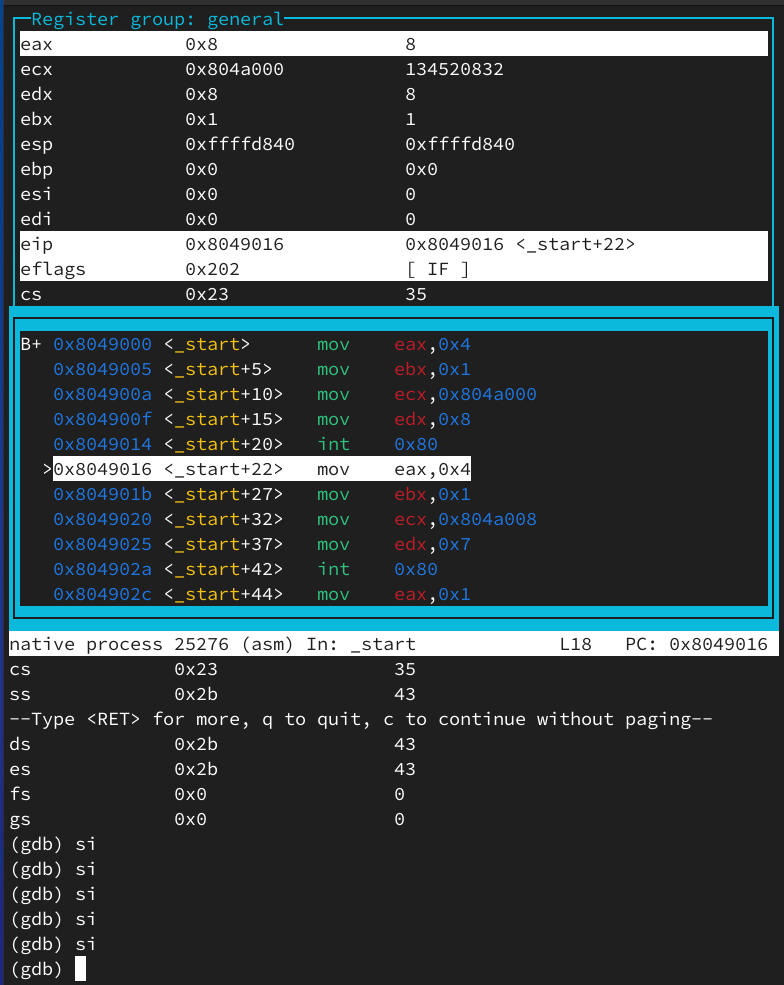 Register group: general
eax 0x8 8
ecx 0x804a000 134520832
edx 0x8 8
ebx 0x1 1
esp 0xffffd840 0xffffd840
ebp 0x0 0x0
esi 0x0 0
edi 0x0 0
eip 0x8049016 0x8049016 <_start+22>
eflags 0x202 [ IF ]
cs 0x23 35
B+ 0x8049000 <_start> mov eax,0x4
0x8049005 <_start+5> mov ebx,0x1
0x804900a <_start+10> mov ecx,0x804a000
0x804900f <_start+15> mov edx,0x8
0x8049014 <_start+20> int 0x80
>0x8049016 <_start+22> mov eax,0x4
0x804901b <_start+27> mov ebx,0x1
0x8049020 <_start+32> mov ecx,0x804a008
0x8049025 <_start+37> mov edx,0x7
0x804902a <_start+42> int 0x80
0x804902c <_start+44> mov eax,0x1
native process 25276 (asm) In: _start L18 PC: 0x8049016
cs 0x23 35
ss 0x2b 43
--Type <RET> for more, q to quit, c to continue without paging--
ds 0x2b 43
es 0x2b 43
fs 0x0 0
gs 0x0 0
(gdb) si
(gdb) si
(gdb) si
(gdb) si
(gdb) si
(gdb)